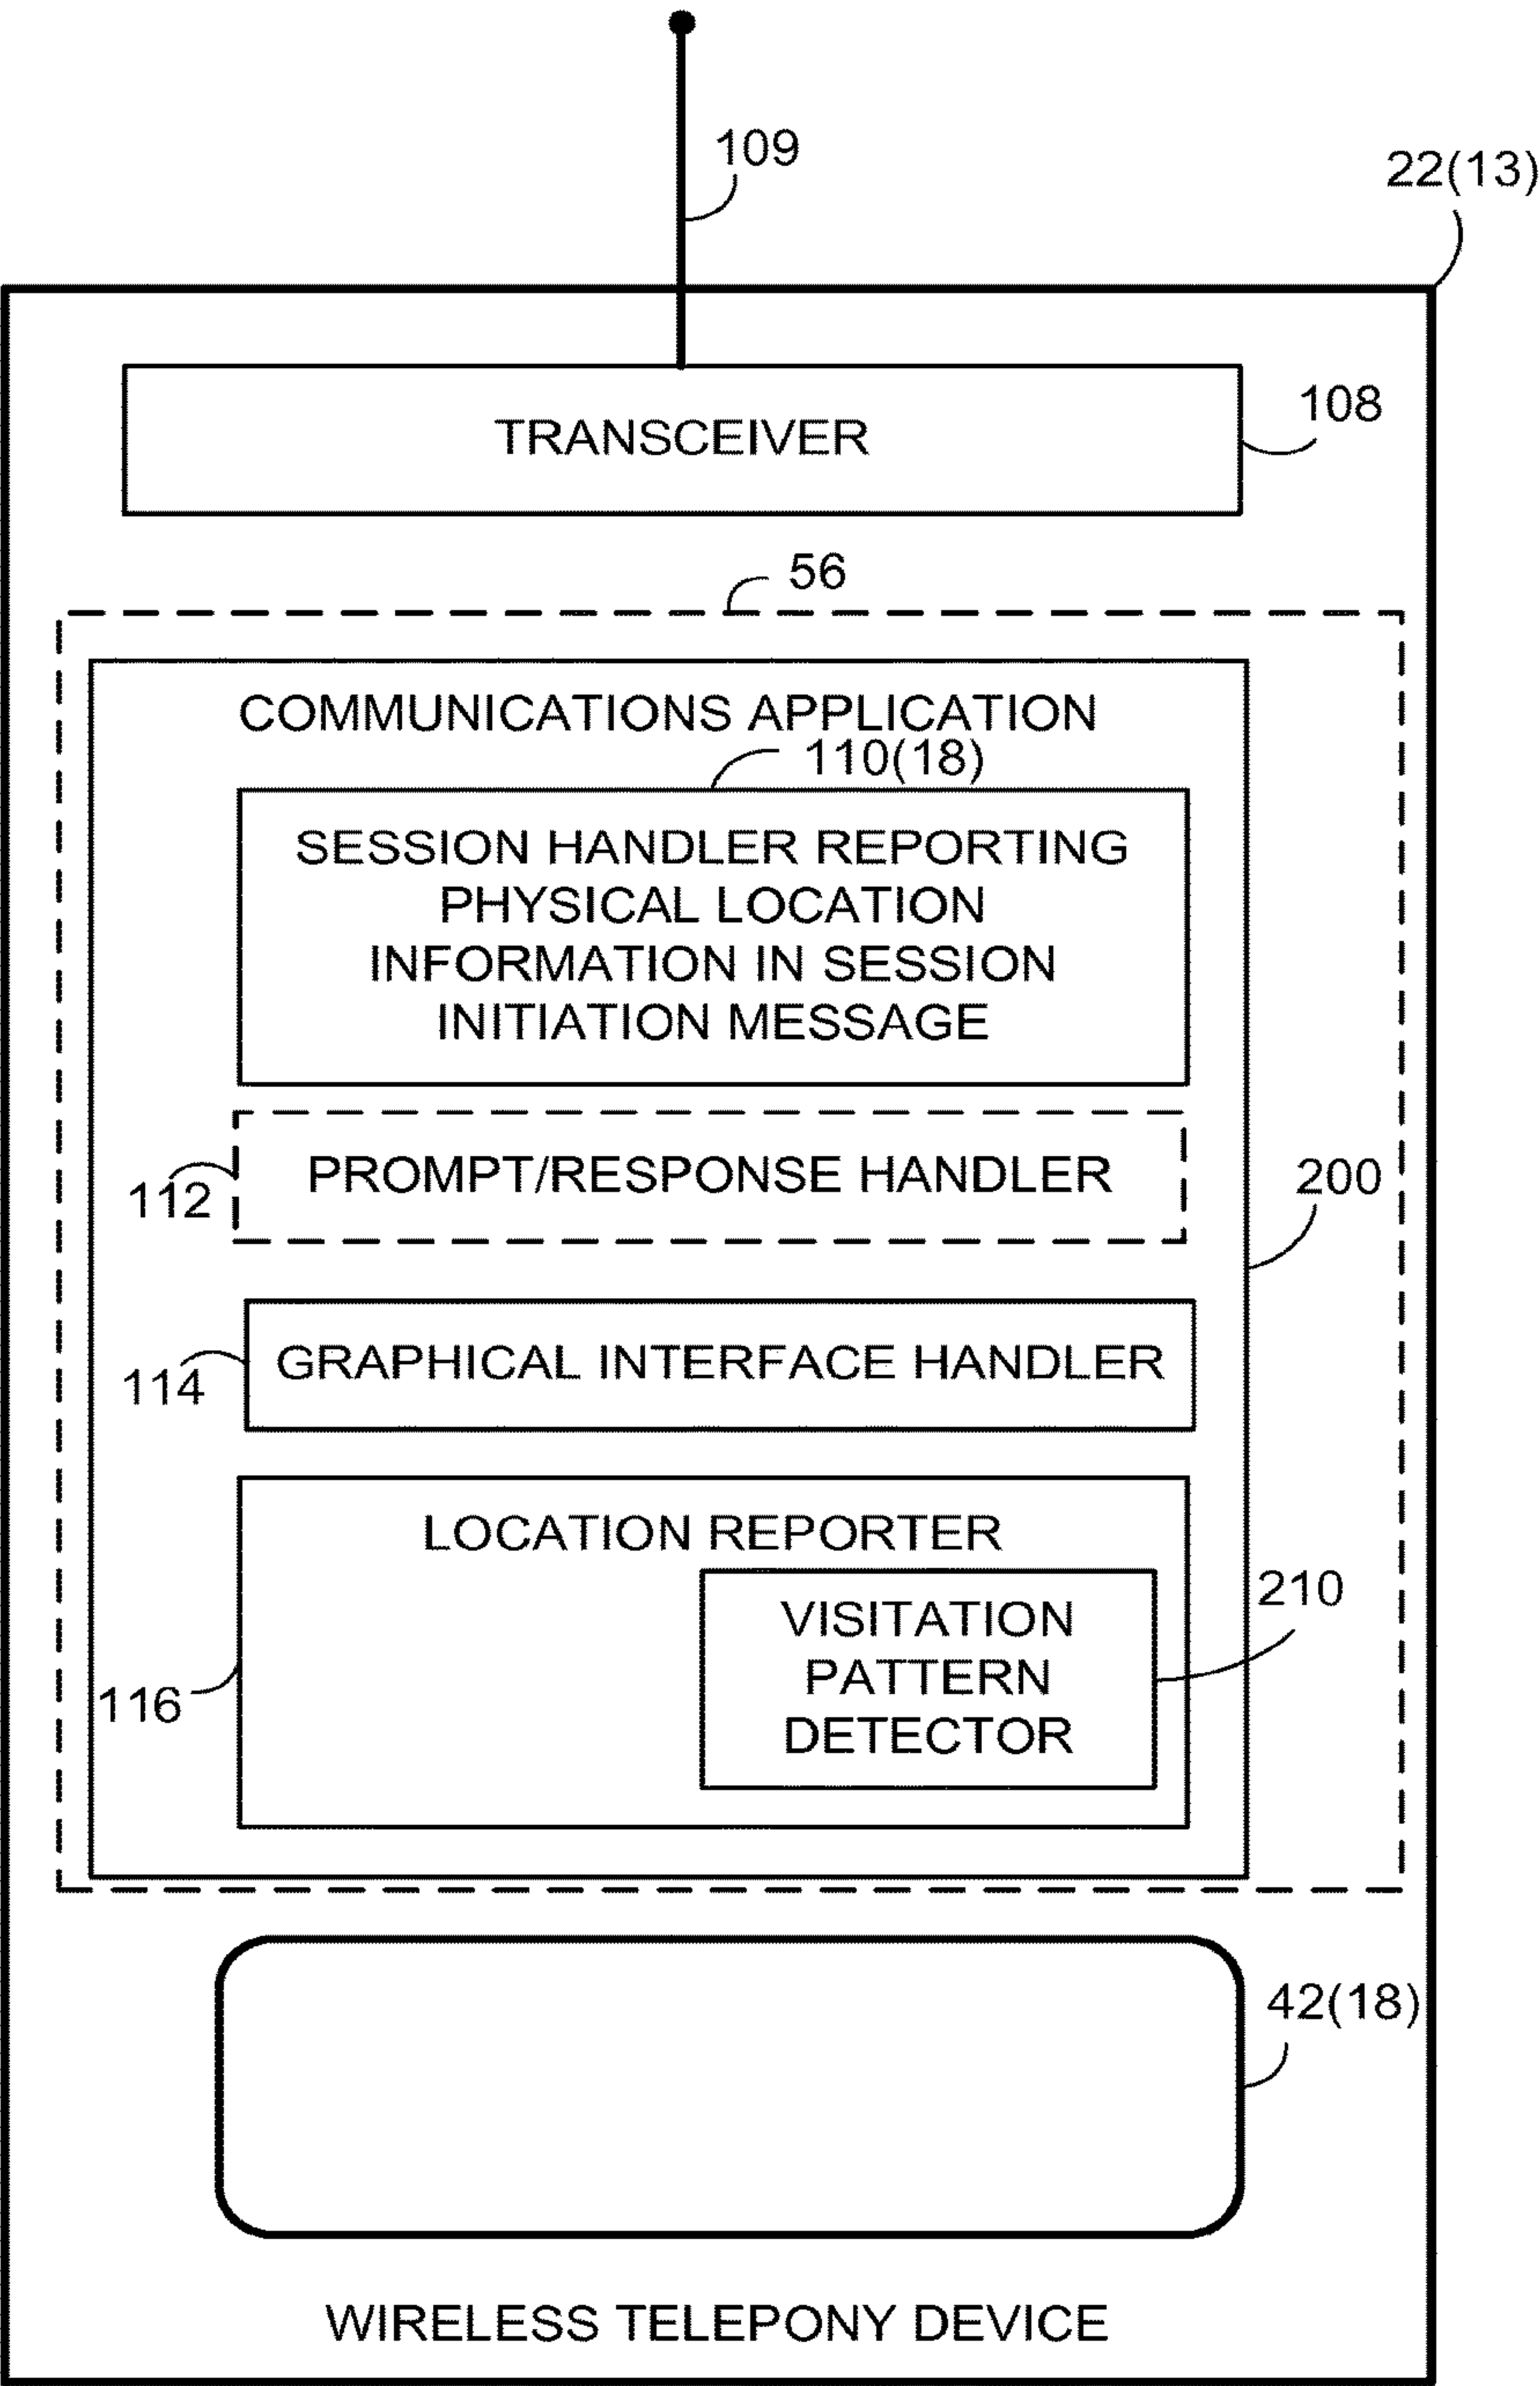 109
22(13)
TRANSCEIVER
108
56
COMMUNICATIONS APPLICATION
110(18)
SESSION HANDLER REPORTING
PHYSICAL LOCATION
INFORMATION IN SESSION
INITIATION MESSAGE
PROMPT/RESPONSE HANDLER
112
200
GRAPHICAL INTERFACE HANDLER
114
LOCATION REPORTER
210
VISITATION
PATTERN
DETECTOR
116
42(18)
WIRELESS TELEPONY DEVICE